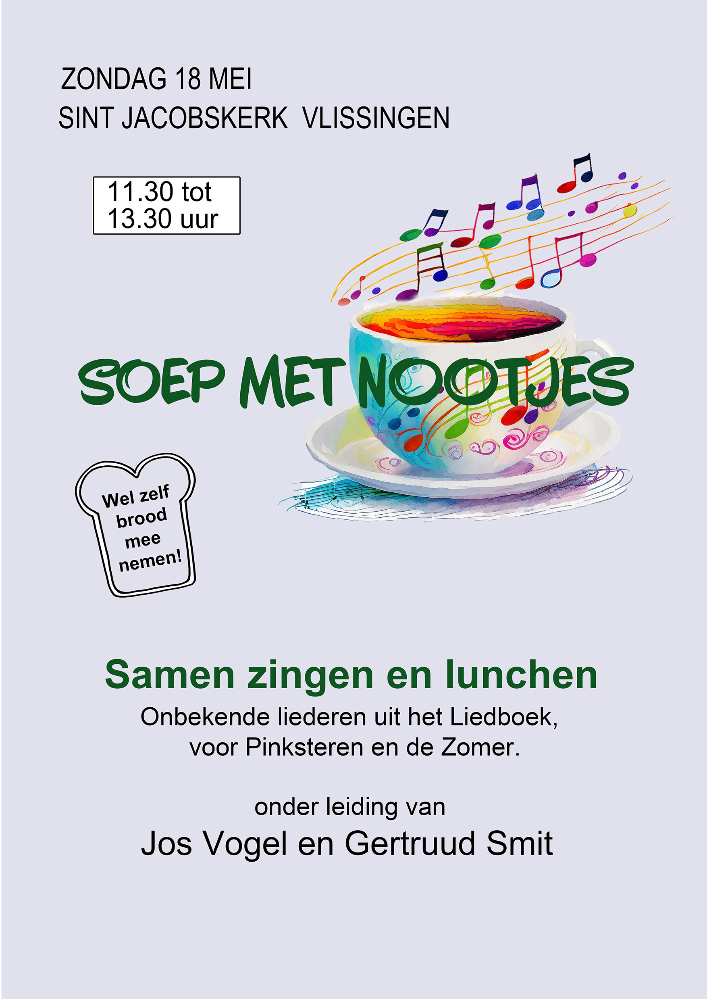 ZONDAG 18 MEI
SINT JACOBSKERK VLISSINGEN
11.30 tot
13.30 uur
SOEP MET NOOTJES
Wel zelf
brood
mee
nemen!
Samen zingen en lunchen
Onbekende liederen uit het Liedboek,
voor Pinksteren en de Zomer.
onder leiding van
Jos Vogel en Gertruud Smit